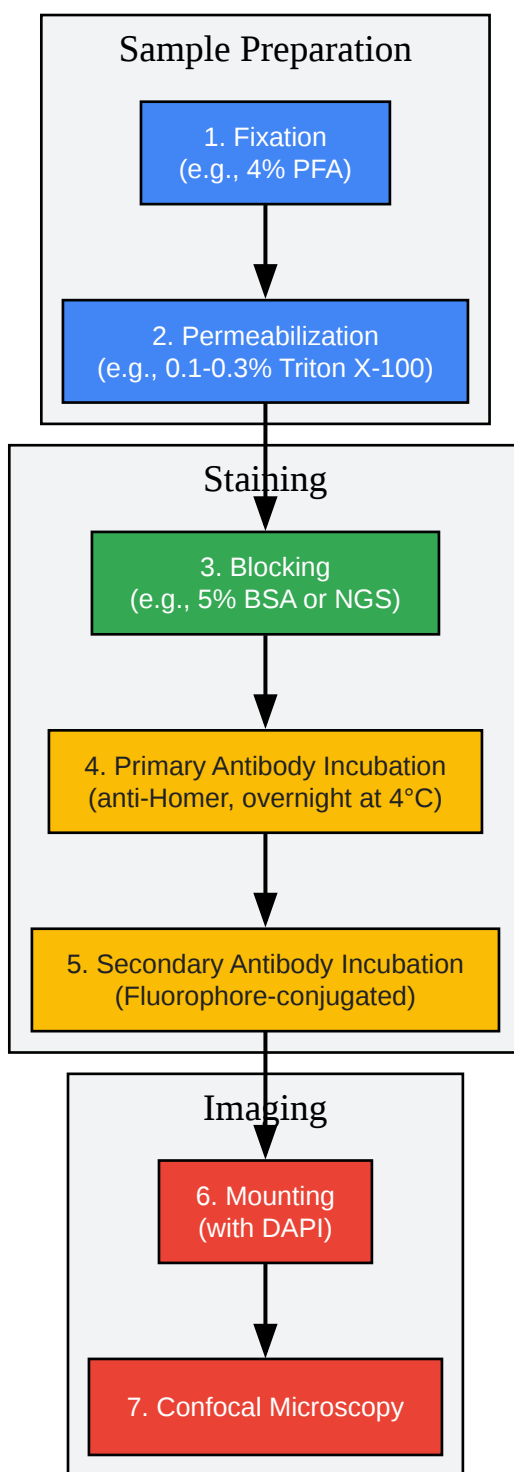 Sample Preparation
1. Fixation
(e.g., 4% PFA)
2. Permeabilization
(e.g., 0.1-0.3% Triton X-100)
Staining
3. Blocking
(e.g., 5% BSA or NGS)
4. Primary Antibody Incubation
(anti-Homer, overnight at 4°C)
5. Secondary Antibody Incubation
(Fluorophore-conjugated)
Imaging
6. Mounting
(with DAPI)
7. Confocal Microscopy